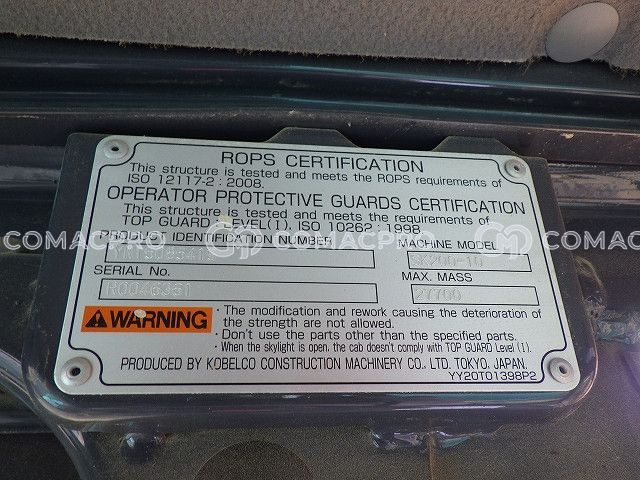 ROPS CERTIFICATION
This structure is tested and meets the ROPS requirements of
ISO 12117-2 : 2008.
OPERATOR PROTECTIVE GUARDS CERTIFICATION
This structure is tested and meets the requirements of
TOP GUARD LEVEL(I), ISO 10262 : 1998
COMACPRO COMACPRO COMACPRO
PRODUCT IDENTIFICATION NUMBER
MACHINE MODEL
SK200-10
SERIAL No.
MAX. MASS
R0046961
27700
WARNING
· The modification and rework causing the deterioration of
the strength are not allowed.
· Don't use the parts other than the specified parts.
· When the skylight is open, the cab doesn't comply with TOP GUARD Level (I).
PRODUCED BY KOBELCO CONSTRUCTION MACHINERY CO., LTD. TOKYO, JAPAN.
YY20T01398P2